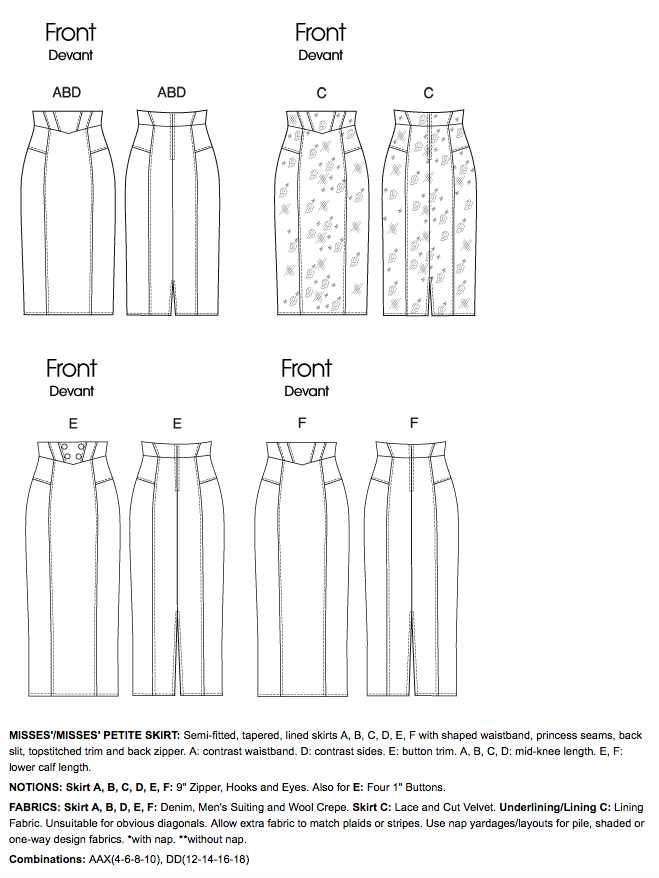 Front Front
Devant Devant
ABD ABD C C
Front Front
Devant Devant
E E F F
MISSES'/MISSES' PETITE SKIRT: Semi-fitted, tapered, lined skirts A, B, C, D, E, F with shaped waistband, princess seams, back
slit, topstitched trim and back zipper. A: contrast waistband. D: contrast sides. E: button trim. A, B, C, D: mid-knee length. E, F:
lower calf length.
NOTIONS: Skirt A, B, C, D, E, F: 9" Zipper, Hooks and Eyes. Also for E: Four 1" Buttons.
FABRICS: Skirt A, B, D, E, F: Denim, Men's Suiting and Wool Crepe. Skirt C: Lace and Cut Velvet. Underlining/Lining C: Lining
Fabric. Unsuitable for obvious diagonals. Allow extra fabric to match plaids or stripes. Use nap yardages/layouts for pile, shaded or
one-way design fabrics. *with nap. **without nap.
Combinations: AAX(4-6-8-10), DD(12-14-16-18)